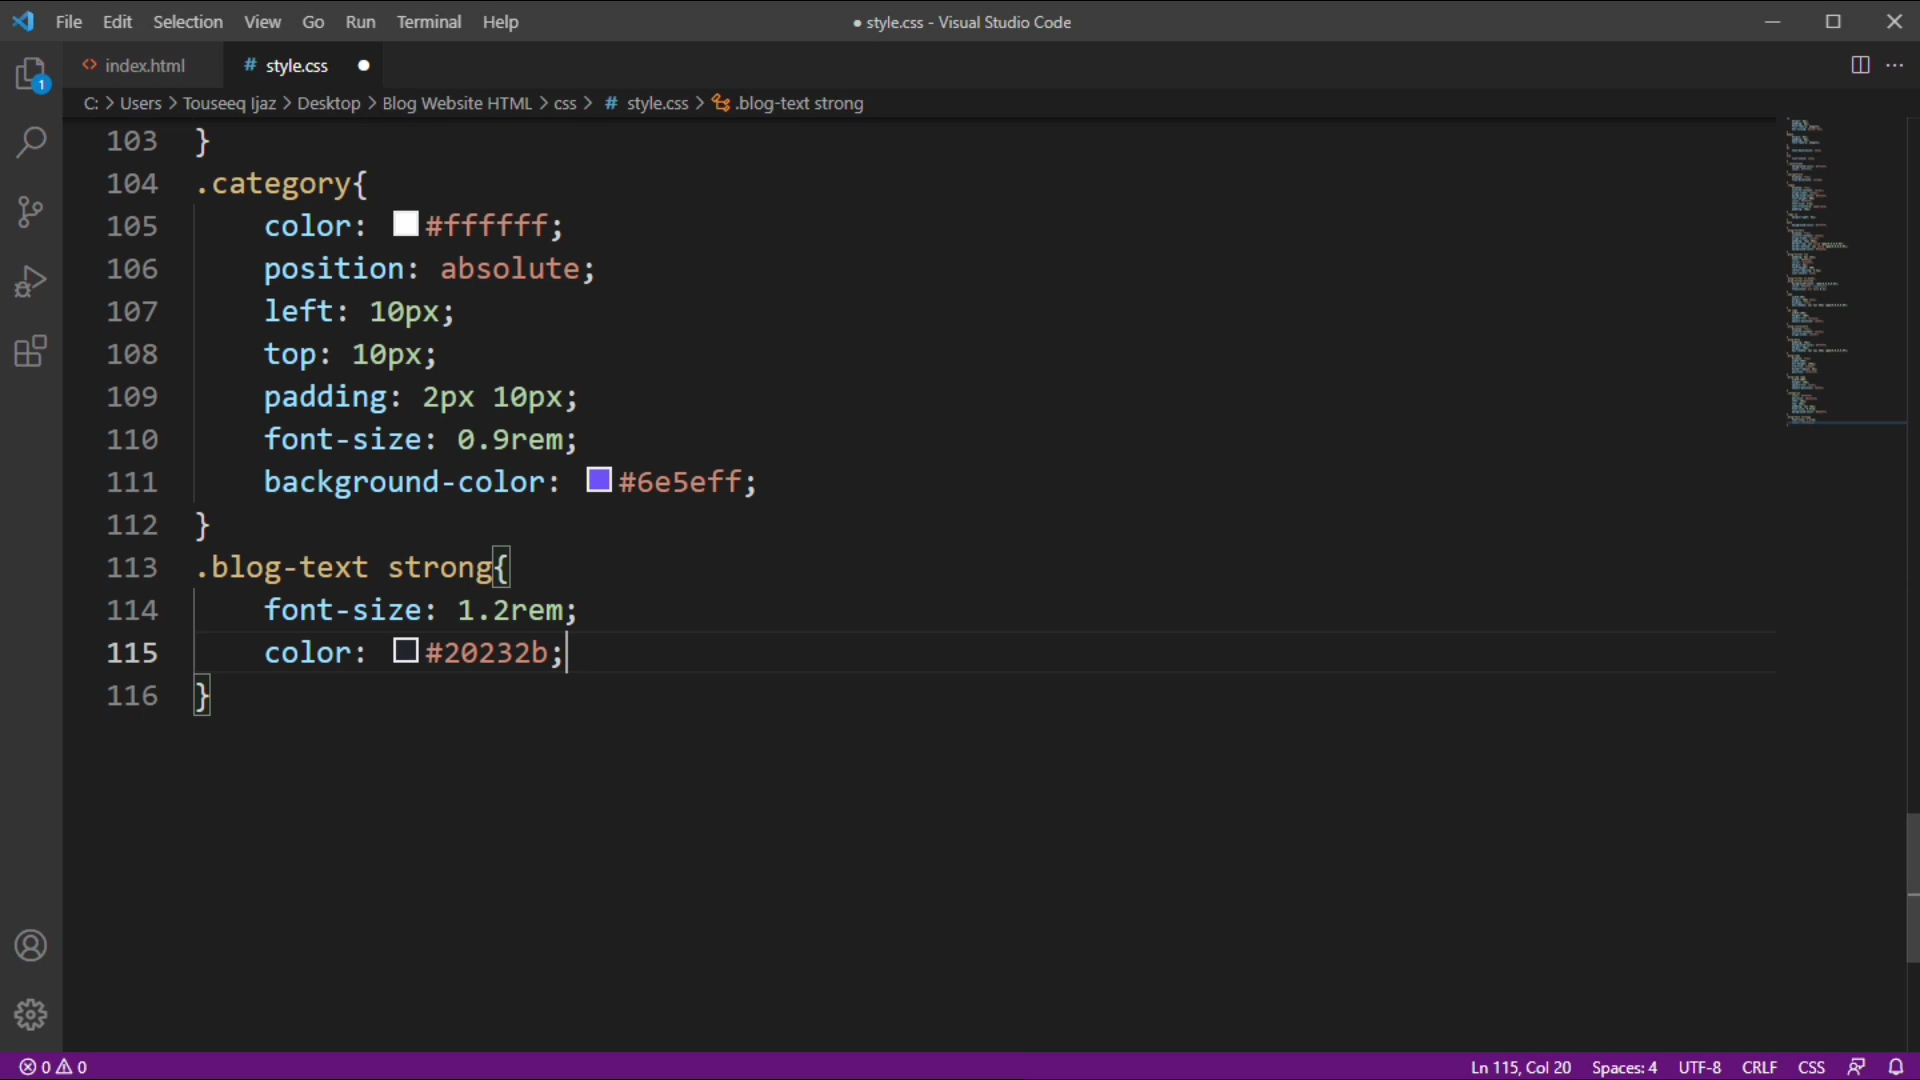 File Edit Selection View Go Run Terminal Help
● style.css - Visual Studio Code
<> index.html
# style.css ●
1
C: > Users > Touseeq Ijaz > Desktop > Blog Website HTML > css > # style.css > .blog-text strong
103 }
104 .category{
105 color: #ffffff;
106 position: absolute;
107 left: 10px;
108 top: 10px;
109 padding: 2px 10px;
110 font-size: 0.9rem;
111 background-color: #6e5eff;
112 }
113 .blog-text strong{
114 font-size: 1.2rem;
115 color: #20232b;
116 }
0 0 Ln 115, Col 20 Spaces: 4 UTF-8 CRLF CSS